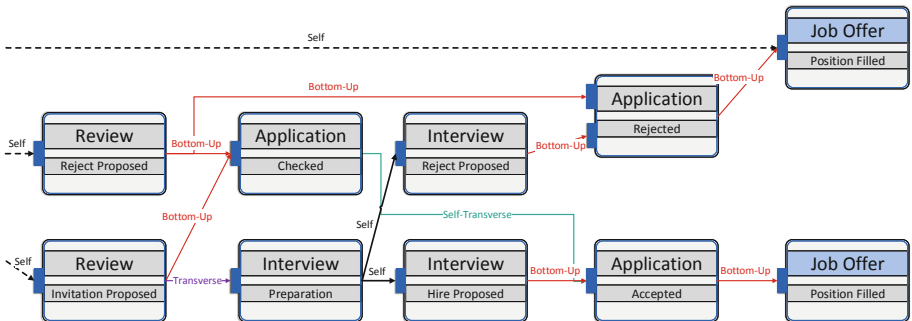 Self
Job Offer
Position Filled
Bottom-Up
Bottom-Up
Application
Rejected
Self
Review
Reject Proposed
Bottom-Up
Application
Checked
Interview
Reject Proposed
Bottom-Up
Bottom-Up
Self-Transverse
Self
Self
Review
Invitation Proposed
Transverse
Interview
Preparation
Self
Interview
Hire Proposed
Bottom-Up
Application
Accepted
Bottom-Up
Job Offer
Position Filled